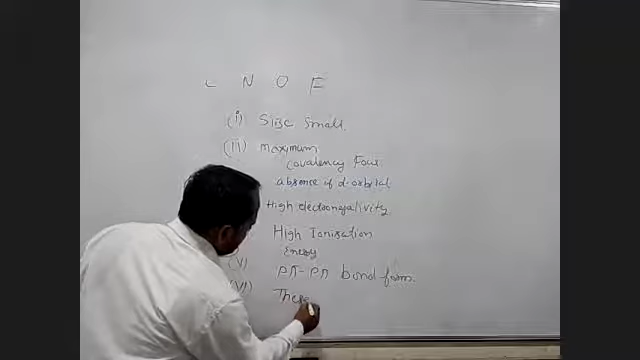 C N O F
(i) Size small.
(ii) Maximum
covalency Four
absence of d-orbital
High electronegativity
High Ionisation
Energy
(V) Pπ-Pπ bond form.
(VI) These